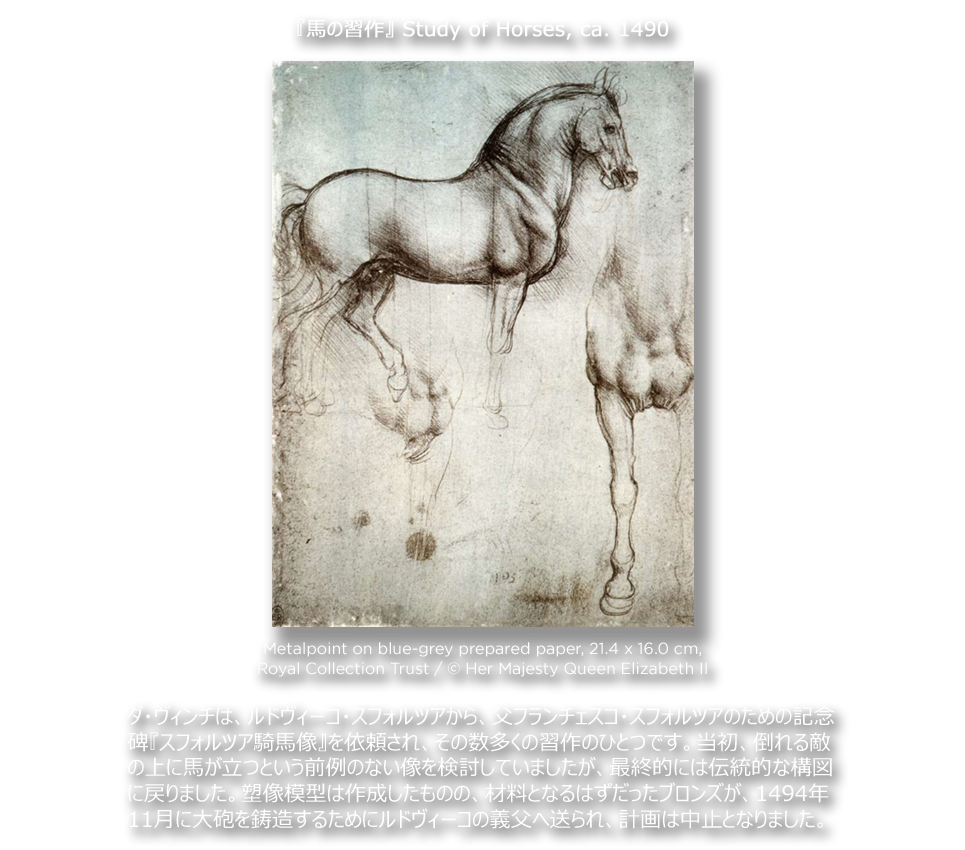 『馬の習作』 Study of Horses, ca. 1490
Metalpoint on blue-grey prepared paper, 21.4 x 16.0 cm,
Royal Collection Trust / © Her Majesty Queen Elizabeth II
ダ・ヴィンチは、ルドヴィーコ・スフォルツアから、父フランチェスコ・スフォルツアのための記念
碑『スフォルツア騎馬像』を依頼され、その数多くの習作のひとつです。当初、倒れる敵
の上に馬が立つという前例のない像を検討していましたが、最終的には伝統的な構図
に戻りました。塑像模型は作成したものの、材料となるはずだったブロンズが、1494年
11月に大砲を鋳造するためにルドヴィーコの義父へ送られ、計画は中止となりました。